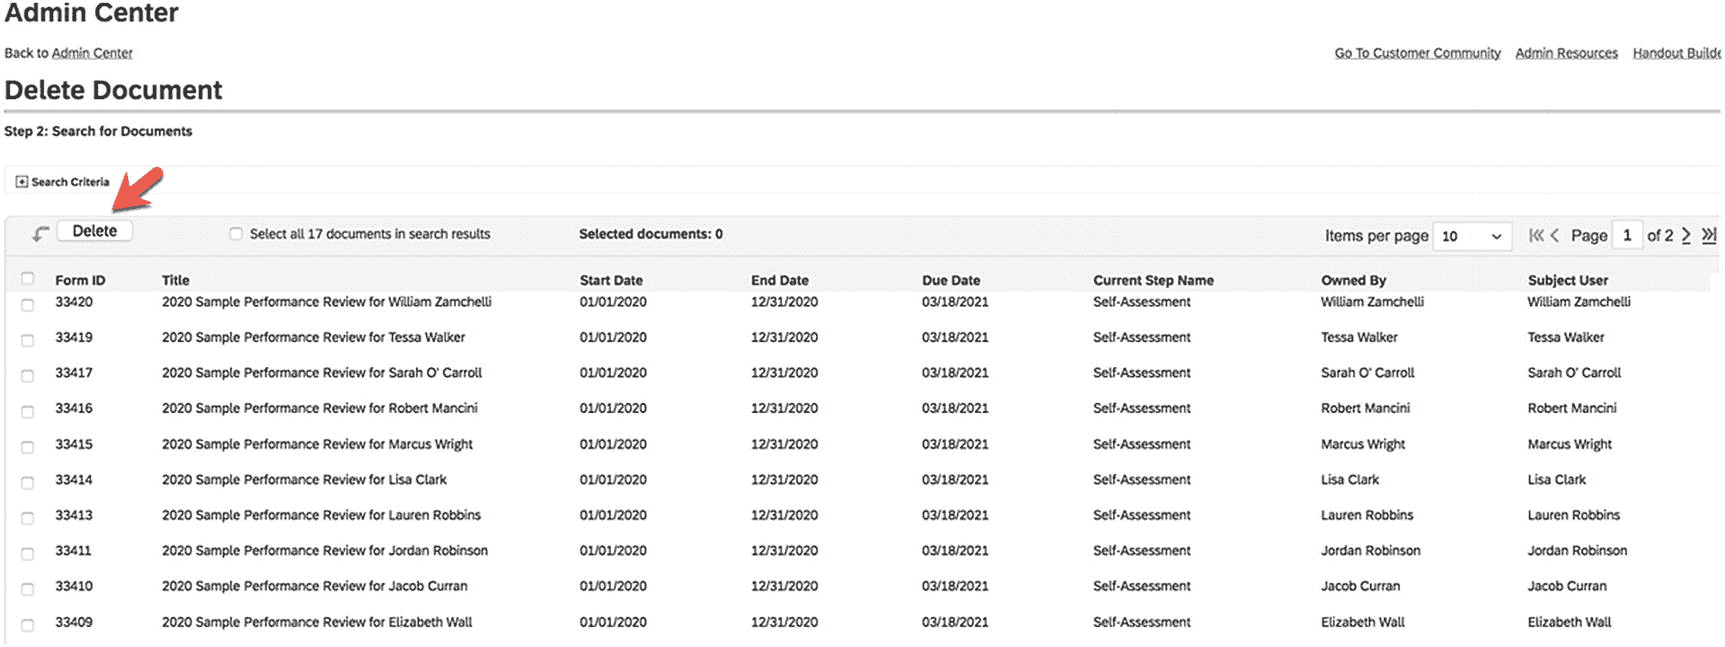 Admin Center
Back to Admin Center Go To Customer Community Admin Resources Handout Builde
Delete Document
Step 2: Search for Documents
Search Criteria
Delete Select all 17 documents in search results Selected documents: 0 Items per page 10 Page 1 of 2
Form ID Title Start Date End Date Due Date Current Step Name Owned By Subject User
33420 2020 Sample Performance Review for William Zamchelli 01/01/2020 12/31/2020 03/18/2021 Self-Assessment William Zamchelli William Zamchelli
33419 2020 Sample Performance Review for Tessa Walker 01/01/2020 12/31/2020 03/18/2021 Self-Assessment Tessa Walker Tessa Walker
33417 2020 Sample Performance Review for Sarah O' Carroll 01/01/2020 12/31/2020 03/18/2021 Self-Assessment Sarah O' Carroll Sarah O' Carroll
33416 2020 Sample Performance Review for Robert Mancini 01/01/2020 12/31/2020 03/18/2021 Self-Assessment Robert Mancini Robert Mancini
33415 2020 Sample Performance Review for Marcus Wright 01/01/2020 12/31/2020 03/18/2021 Self-Assessment Marcus Wright Marcus Wright
33414 2020 Sample Performance Review for Lisa Clark 01/01/2020 12/31/2020 03/18/2021 Self-Assessment Lisa Clark Lisa Clark
33413 2020 Sample Performance Review for Lauren Robbins 01/01/2020 12/31/2020 03/18/2021 Self-Assessment Lauren Robbins Lauren Robbins
33411 2020 Sample Performance Review for Jordan Robinson 01/01/2020 12/31/2020 03/18/2021 Self-Assessment Jordan Robinson Jordan Robinson
33410 2020 Sample Performance Review for Jacob Curran 01/01/2020 12/31/2020 03/18/2021 Self-Assessment Jacob Curran Jacob Curran
33409 2020 Sample Performance Review for Elizabeth Wall 01/01/2020 12/31/2020 03/18/2021 Self-Assessment Elizabeth Wall Elizabeth Wall